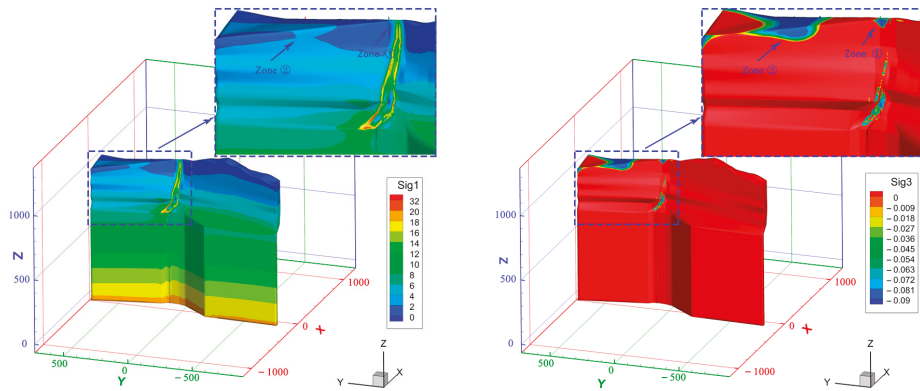 Zone ①
Zone ②
1000
500
0
Z
Sig1
32
20
18
16
14
12
10
8
6
4
2
0
1000
0
X
−1000
500
0
−500
Y
Z
Y
X
Zone ①
Zone ③
1000
500
0
Z
Sig3
0
−0.009
−0.018
−0.027
−0.036
−0.045
−0.054
−0.063
−0.072
−0.081
−0.09
1000
0
X
−1000
500
0
−500
Y
Z
Y
X